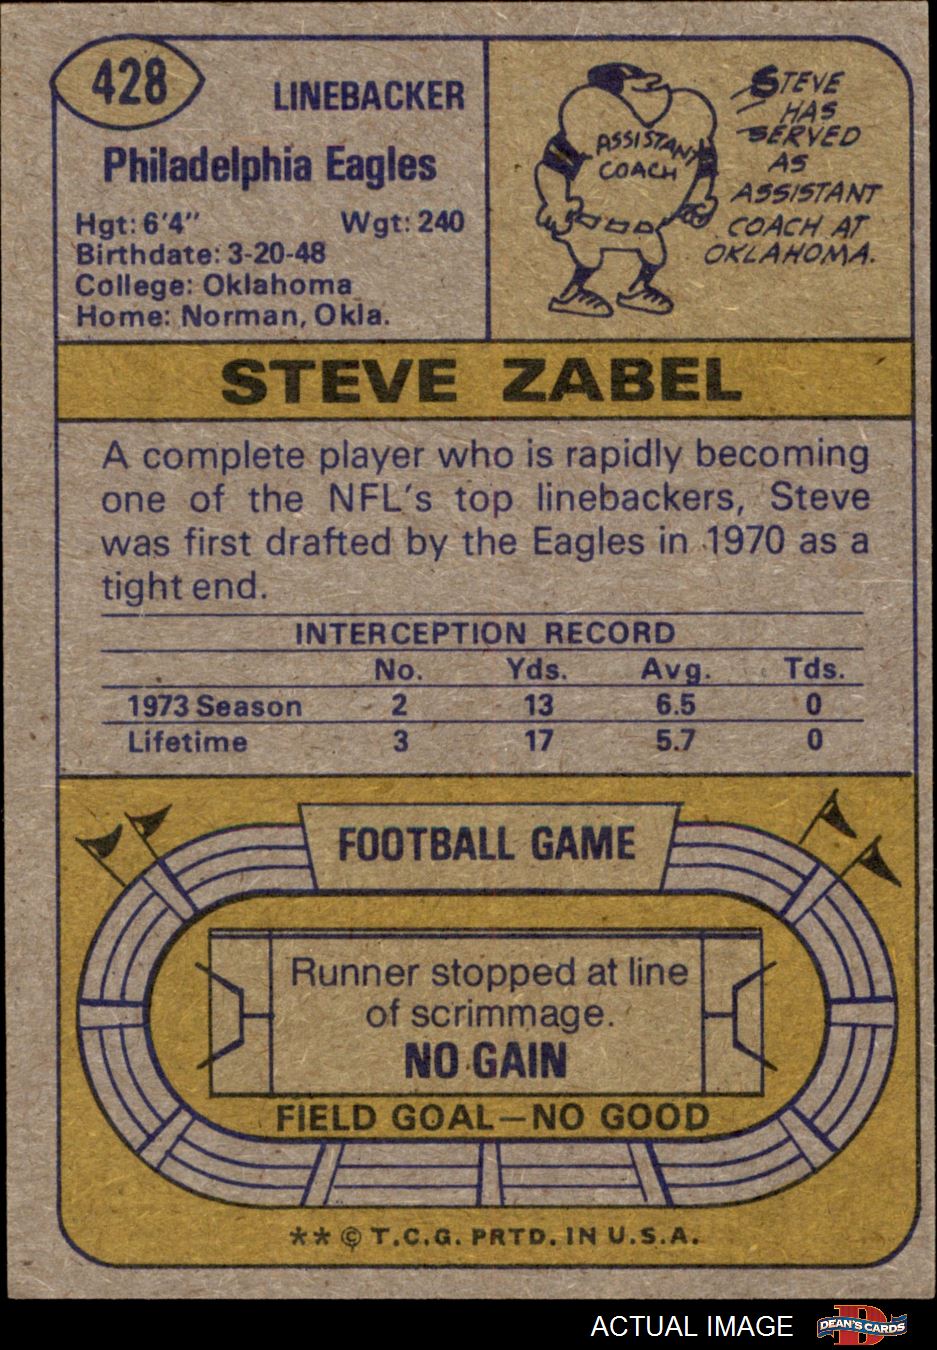 428
LINEBACKER
Philadelphia Eagles
Hgt: 6'4" Wgt: 240
Birthdate: 3-20-48
College: Oklahoma
Home: Norman, Okla.
ASSISTANT
COACH
STEVE
HAS
SERVED
AS
ASSISTANT
COACH AT
OKLAHOMA.
STEVE ZABEL
A complete player who is rapidly becoming
one of the NFL's top linebackers, Steve
was first drafted by the Eagles in 1970 as a
tight end.
INTERCEPTION RECORD
No. Yds. Avg. Tds.
1973 Season 2 13 6.5 0
Lifetime 3 17 5.7 0
FOOTBALL GAME
Runner stopped at line
of scrimmage.
NO GAIN
FIELD GOAL—NO GOOD
** © T.C.G. PRTD. IN U.S.A.
ACTUAL IMAGE
D
DEAN'S CARDS